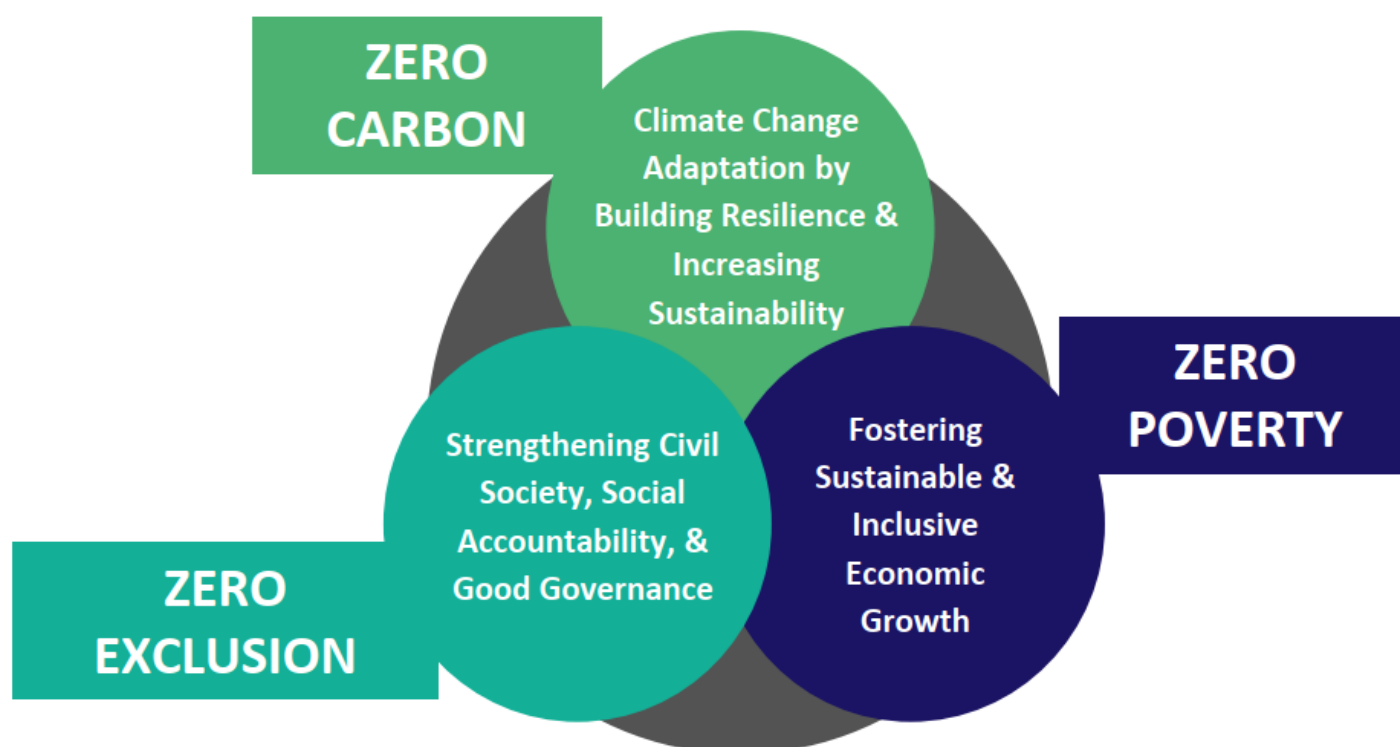 ZERO
CARBON
Climate Change
Adaptation by
Building Resilience &
Increasing
Sustainability
ZERO
POVERTY
Fostering
Sustainable &
Inclusive
Economic
Growth
Strengthening Civil
Society, Social
Accountability, &
Good Governance
ZERO
EXCLUSION